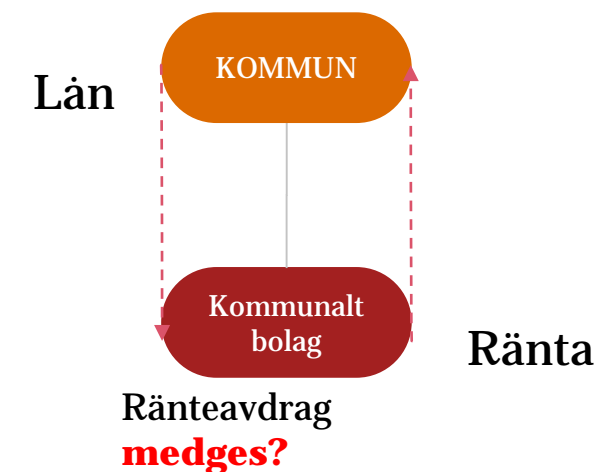 KOMMUN
Lån
Kommunalt
bolag
Ränta
Ränteavdrag
medges?